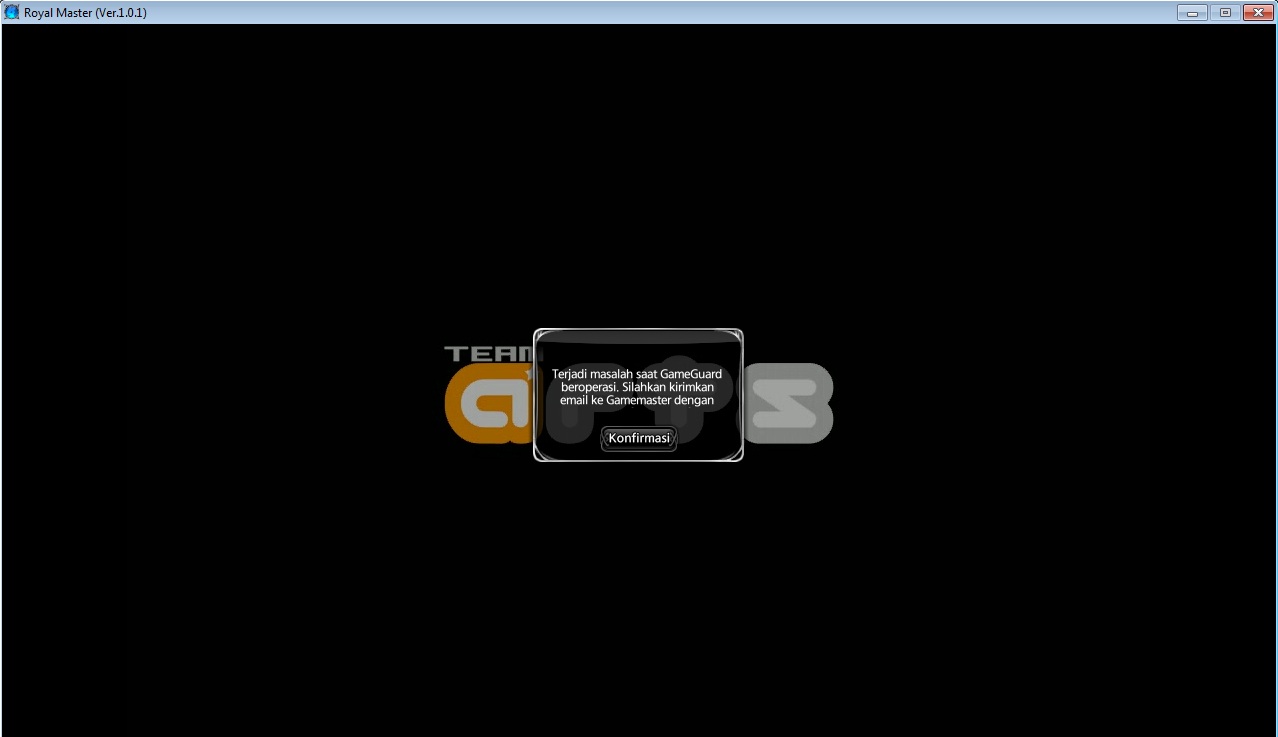 Royal Master (Ver.1.0.1)
TEAM
Terjadi masalah saat GameGuard
beroperasi. Silahkan kirimkan
email ke Gamemaster dengan
Konfirmasi